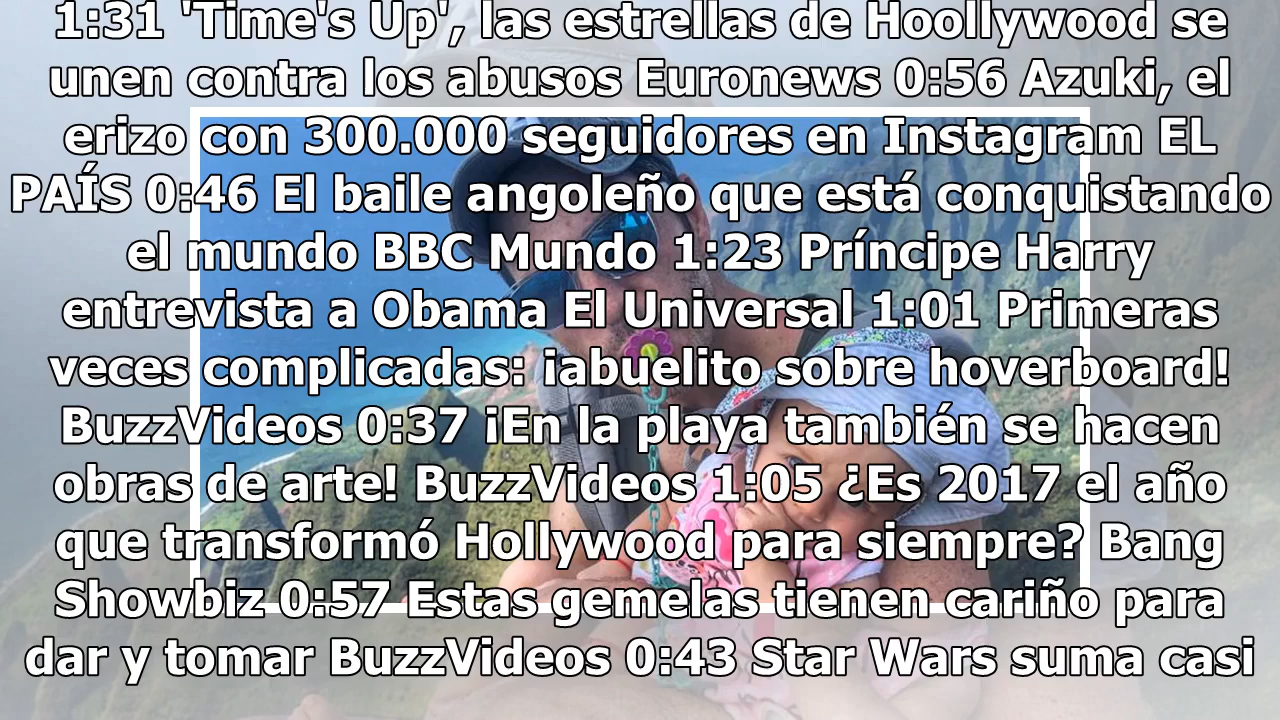 1:31 'Time's Up', las estrellas de Hoollywood se
unen contra los abusos Euronews 0:56 Azuki, el
erizo con 300.000 seguidores en Instagram EL
PAÍS 0:46 El baile angoleño que está conquistando
el mundo BBC Mundo 1:23 Príncipe Harry
entrevista a Obama El Universal 1:01 Primeras
veces complicadas: ¡abuelito sobre hoverboard!
BuzzVideos 0:37 ¡En la playa también se hacen
obras de arte! BuzzVideos 1:05 ¿Es 2017 el año
que transformó Hollywood para siempre? Bang
Showbiz 0:57 Estas gemelas tienen cariño para
dar y tomar BuzzVideos 0:43 Star Wars suma casi